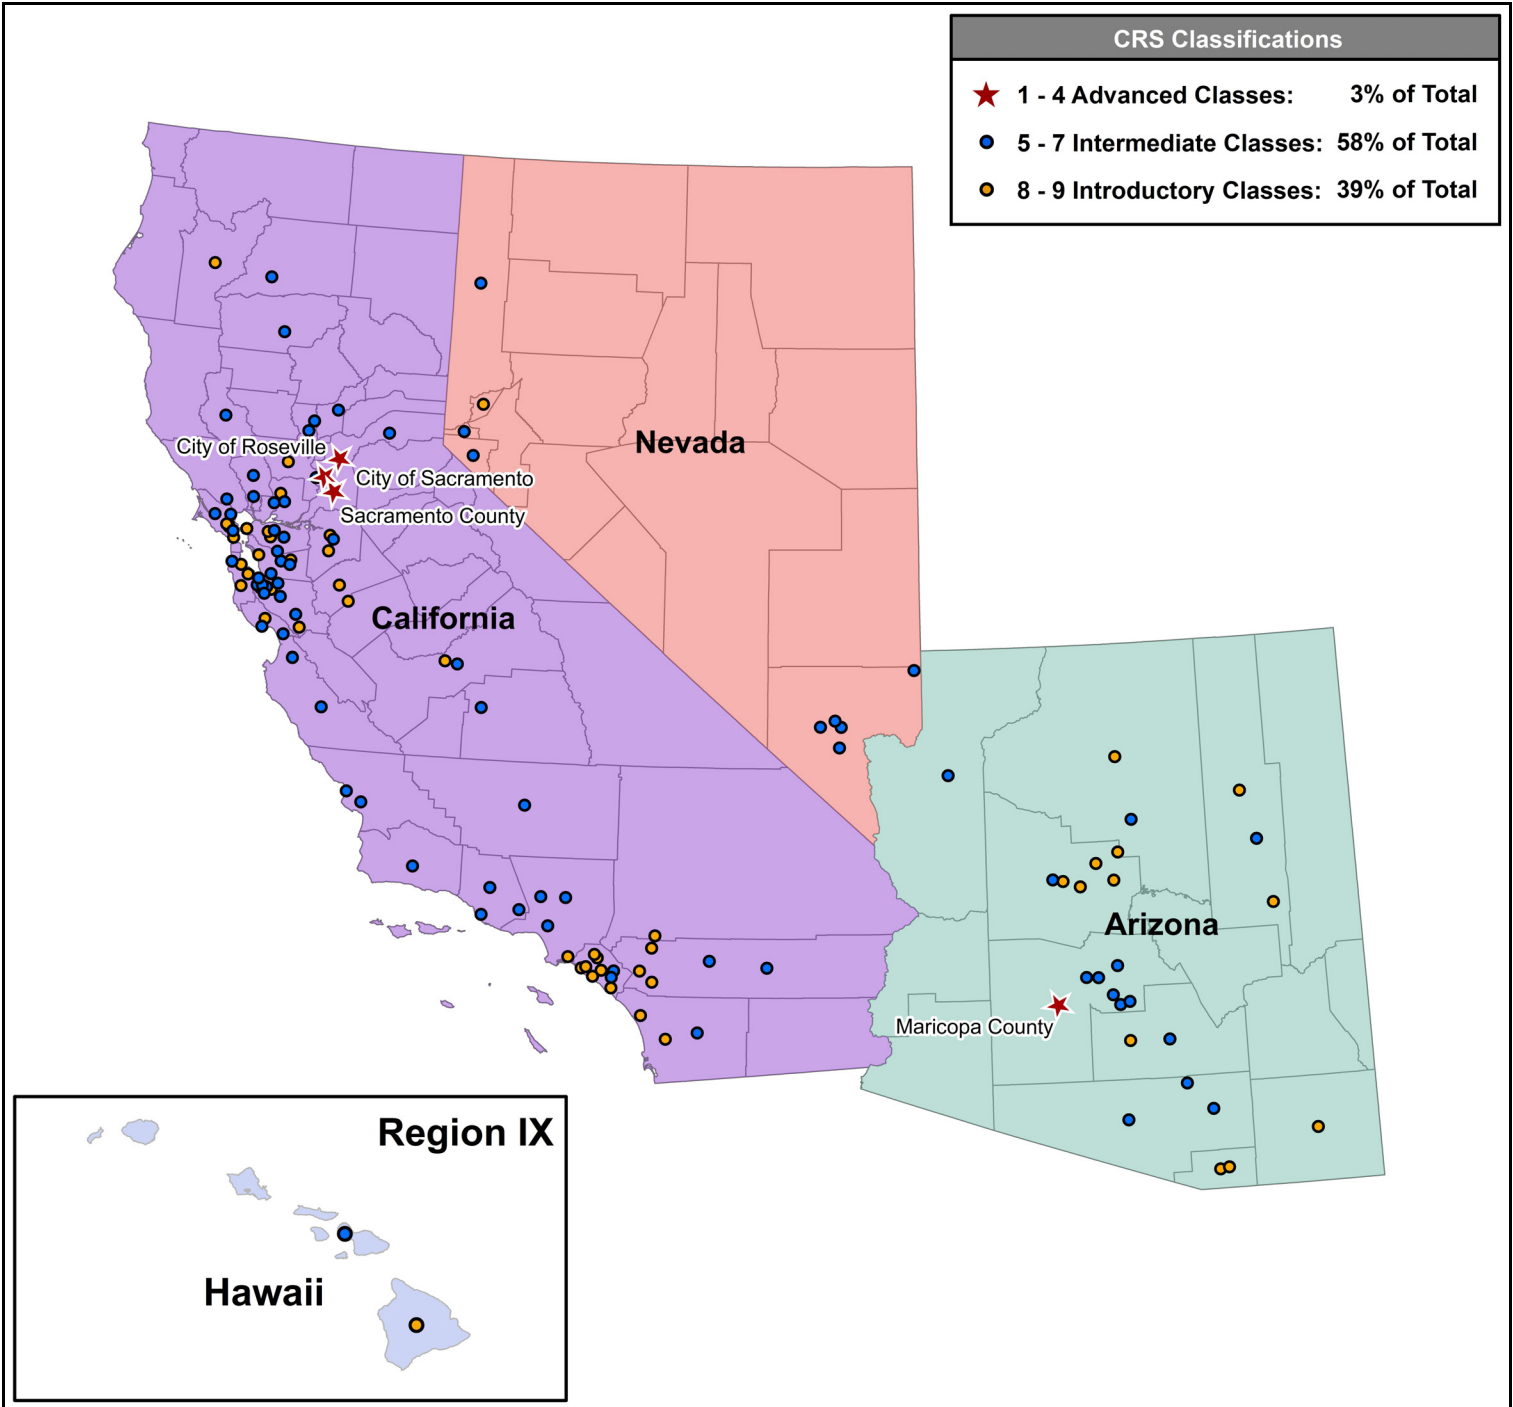 CRS Classifications
1 - 4 Advanced Classes: 3% of Total
5 - 7 Intermediate Classes: 58% of Total
8 - 9 Introductory Classes: 39% of Total
Nevada
City of Roseville
City of Sacramento
Sacramento County
California
Arizona
Maricopa County
Region IX
Hawaii